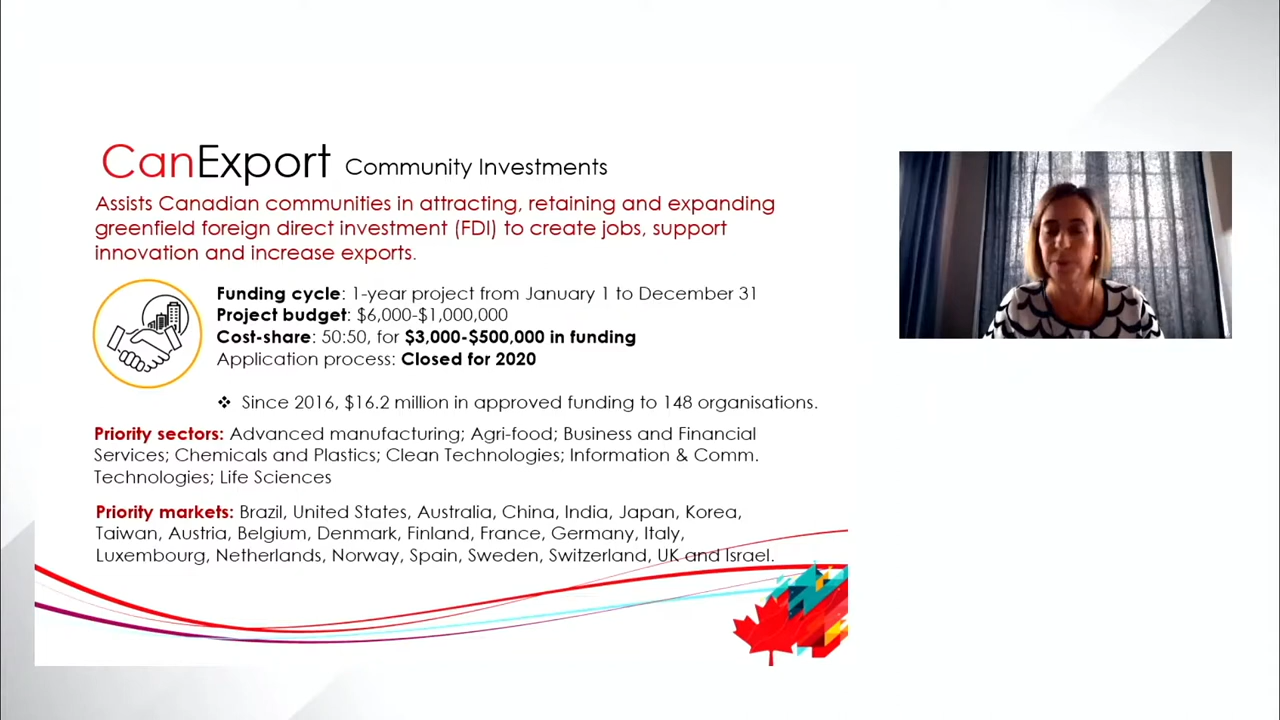 CanExport Community Investments
Assists Canadian communities in attracting, retaining and expanding
greenfield foreign direct investment (FDI) to create jobs, support
innovation and increase exports.
Funding cycle: 1-year project from January 1 to December 31
Project budget: $6,000-$1,000,000
Cost-share: 50:50, for $3,000-$500,000 in funding
Application process: Closed for 2020
❖ Since 2016, $16.2 million in approved funding to 148 organisations.
Priority sectors: Advanced manufacturing; Agri-food; Business and Financial
Services; Chemicals and Plastics; Clean Technologies; Information & Comm.
Technologies; Life Sciences
Priority markets: Brazil, United States, Australia, China, India, Japan, Korea,
Taiwan, Austria, Belgium, Denmark, Finland, France, Germany, Italy,
Luxembourg, Netherlands, Norway, Spain, Sweden, Switzerland, UK and Israel.